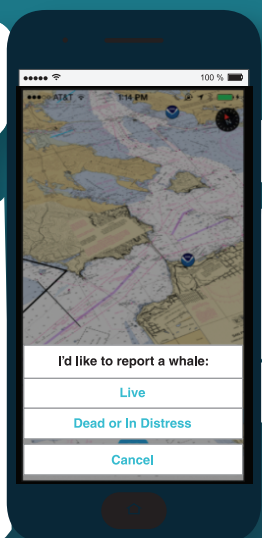 100 %
AT&T 1:14 PM
I'd like to report a whale:
Live
Dead or In Distress
Cancel